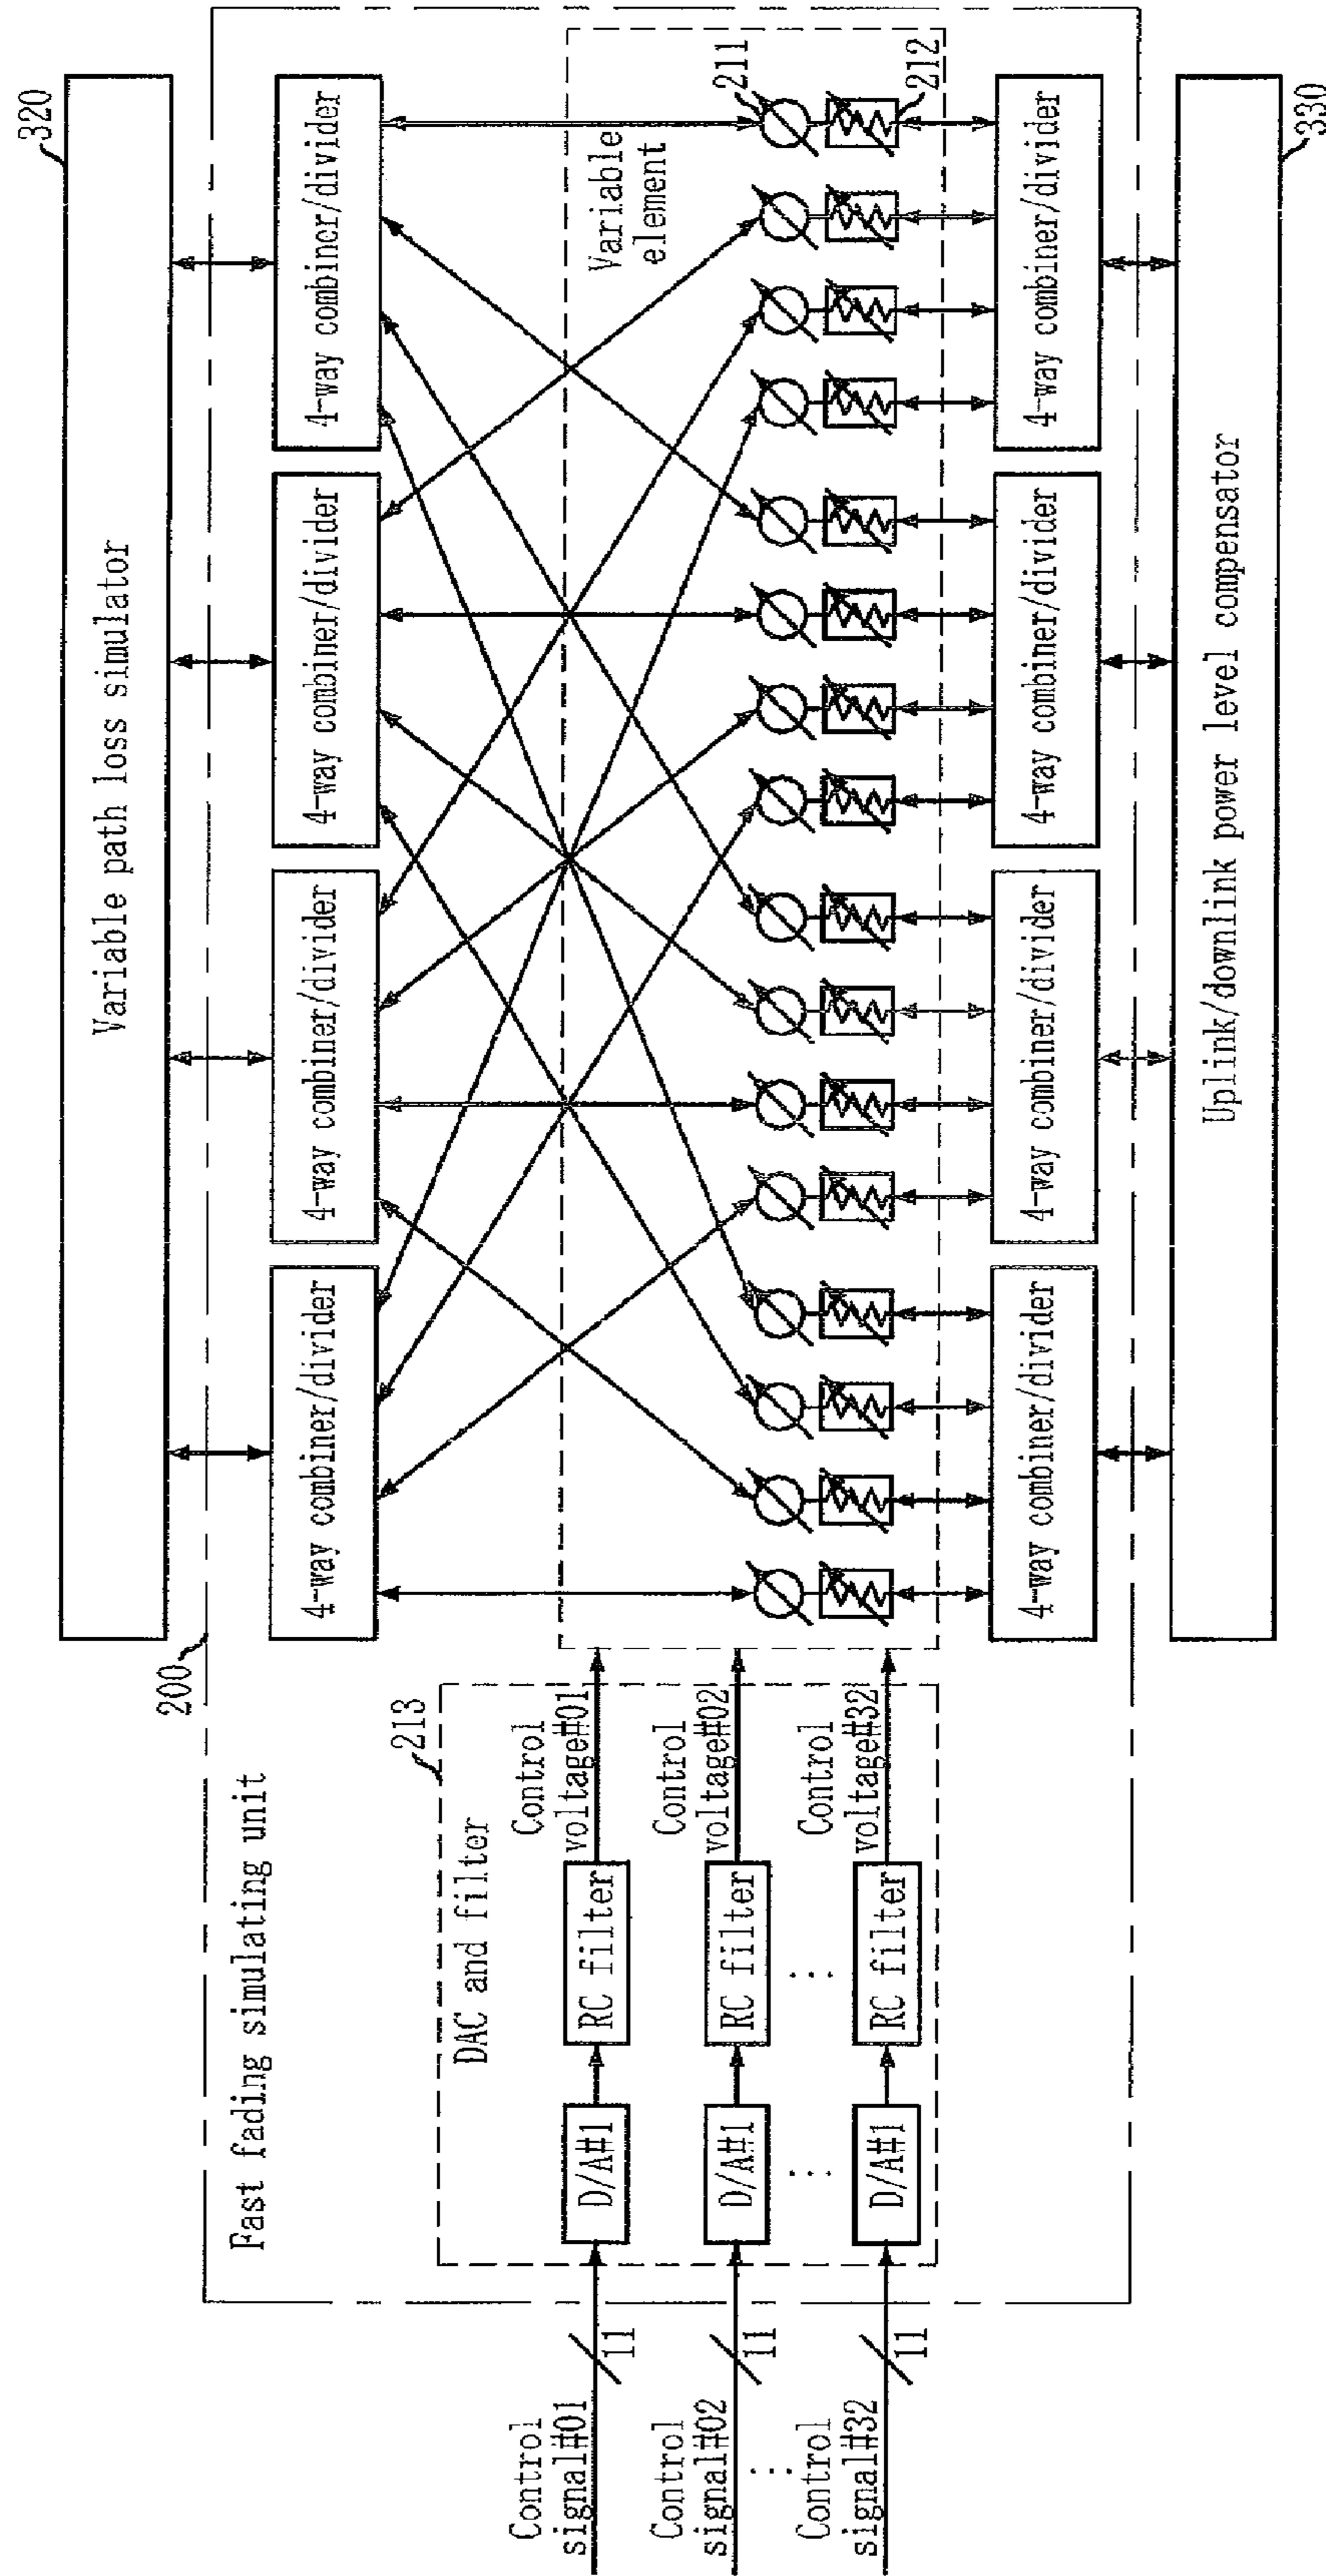 320
Variable path loss simulator
200
Fast fading simulating unit
4-way combiner/divider
4-way combiner/divider
4-way combiner/divider
4-way combiner/divider
213
DAC and filter
Variable
element
211
212
Control
signal#01
11
D/A#1
RC filter
Control
voltage#01
Control
signal#02
11
D/A#1
RC filter
Control
voltage#02
⋮
⋮
⋮
Control
signal#32
11
D/A#1
RC filter
Control
voltage#32
4-way combiner/divider
4-way combiner/divider
4-way combiner/divider
4-way combiner/divider
Uplink/downlink power level compensator
330